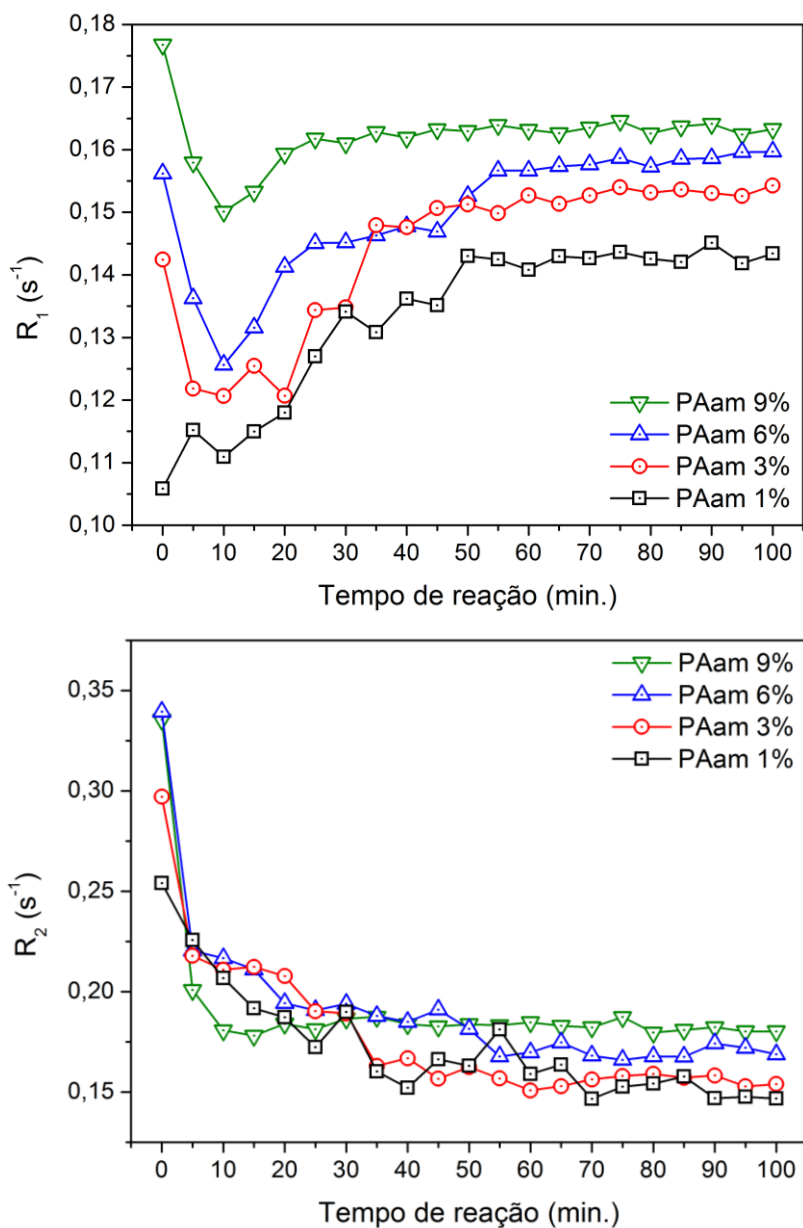 0,18
0,17
0,16
0,15
0,14
0,13
0,12
0,11
0,10
R₁ (s⁻¹)
PAam 9%
PAam 6%
PAam 3%
PAam 1%
0 10 20 30 40 50 60 70 80 90 100
Tempo de reação (min.)
PAam 9%
PAam 6%
PAam 3%
PAam 1%
0,35
0,30
0,25
0,20
0,15
R₂ (s⁻¹)
0 10 20 30 40 50 60 70 80 90 100
Tempo de reação (min.)